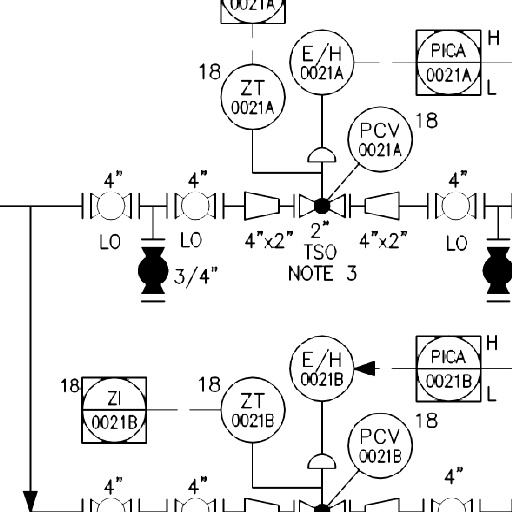 0021A
E/H
0021A
PICA
0021A
H
L
18
ZT
0021A
PCV
0021A
18
4"
4"
4"
LO
LO
4"x2"
2"
TSO
NOTE 3
4"x2"
LO
3/4"
E/H
0021B
PICA
0021B
H
L
18
ZI
0021B
18
ZT
0021B
PCV
0021B
18
4"
4"
4"